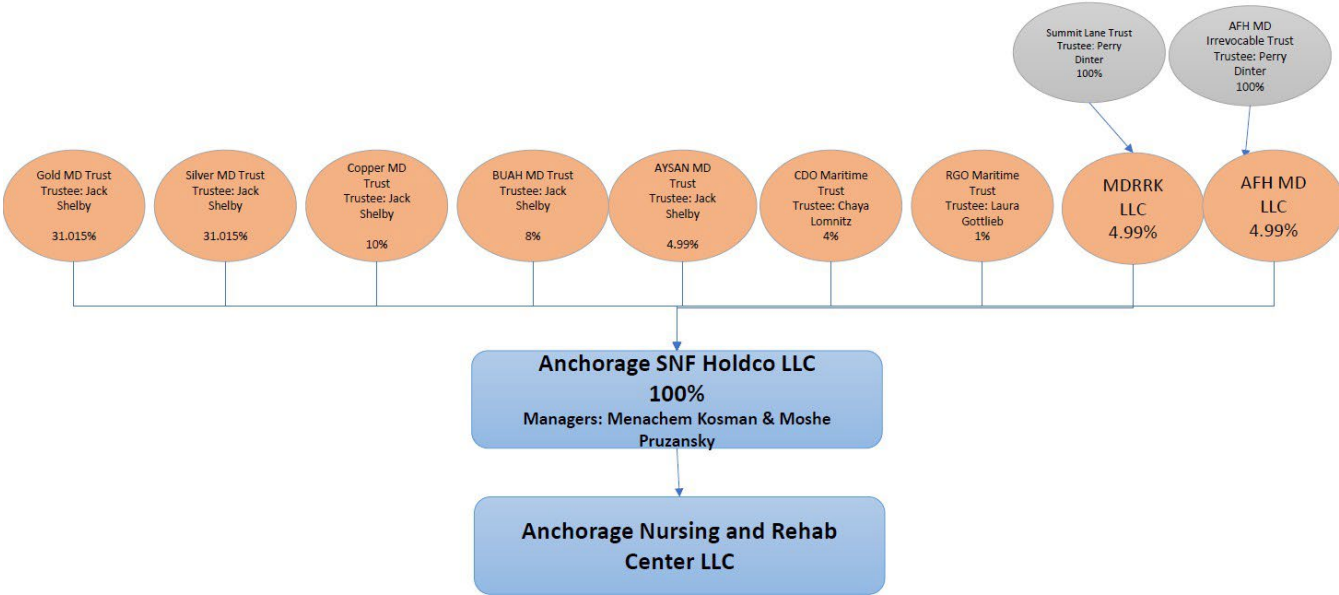 Summit Lane Trust
Trustee: Perry
Dinter
100%
AFH MD
Irrevocable Trust
Trustee: Perry
Dinter
100%
Gold MD Trust
Trustee: Jack
Shelby
31.015%
Silver MD Trust
Trustee: Jack
Shelby
31.015%
Copper MD
Trust
Trustee: Jack
Shelby
10%
BUAH MD Trust
Trustee: Jack
Shelby
8%
AYSAN MD
Trust
Trustee: Jack
Shelby
4.99%
CDO Maritime
Trust
Trustee: Chaya
Lomnitz
4%
RGO Maritime
Trust
Trustee: Laura
Gottlieb
1%
MDRRK
LLC
4.99%
AFH MD
LLC
4.99%
Anchorage SNF Holdco LLC
100%
Managers: Menachem Kosman & Moshe
Pruzansky
Anchorage Nursing and Rehab
Center LLC